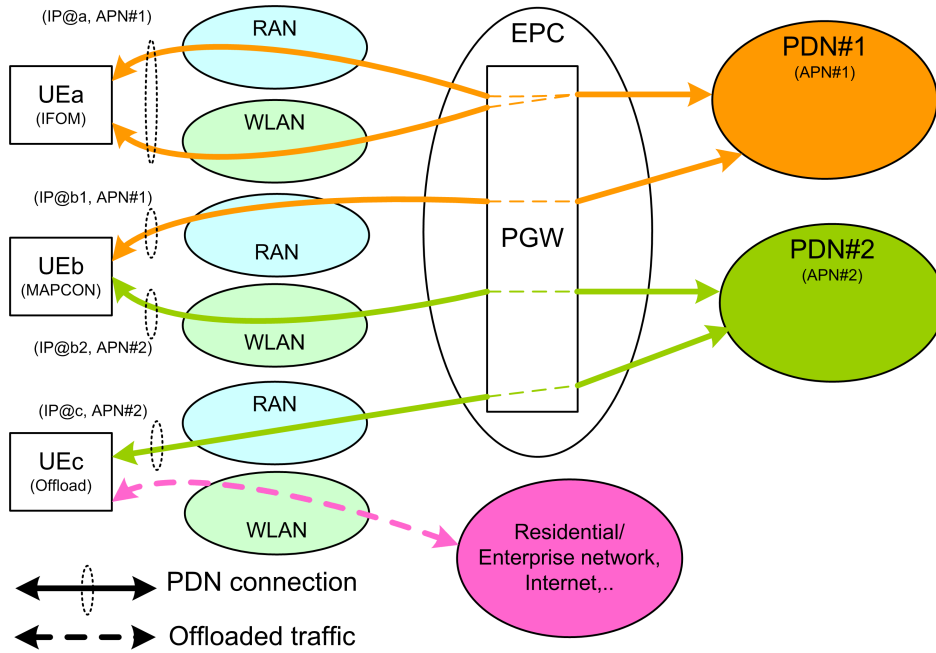 (IP@a, APN#1)
RAN
EPC
PDN#1
(APN#1)
UEa
(IFOM)
WLAN
(IP@b1, APN#1)
RAN
PGW
UEb
(MAPCON)
PDN#2
(APN#2)
WLAN
(IP@b2, APN#2)
RAN
(IP@c, APN#2)
UEc
(Offload)
WLAN
Residential/
Enterprise network,
Internet,..
PDN connection
Offloaded traffic